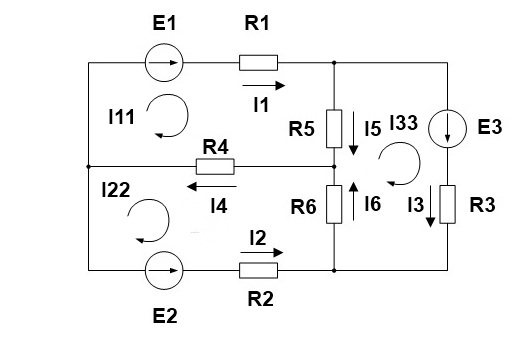 E1 R1
I1
I11
R5 I5 I33 E3
R4
I22
I4
R6 I6 I3 R3
I2
R2
E2